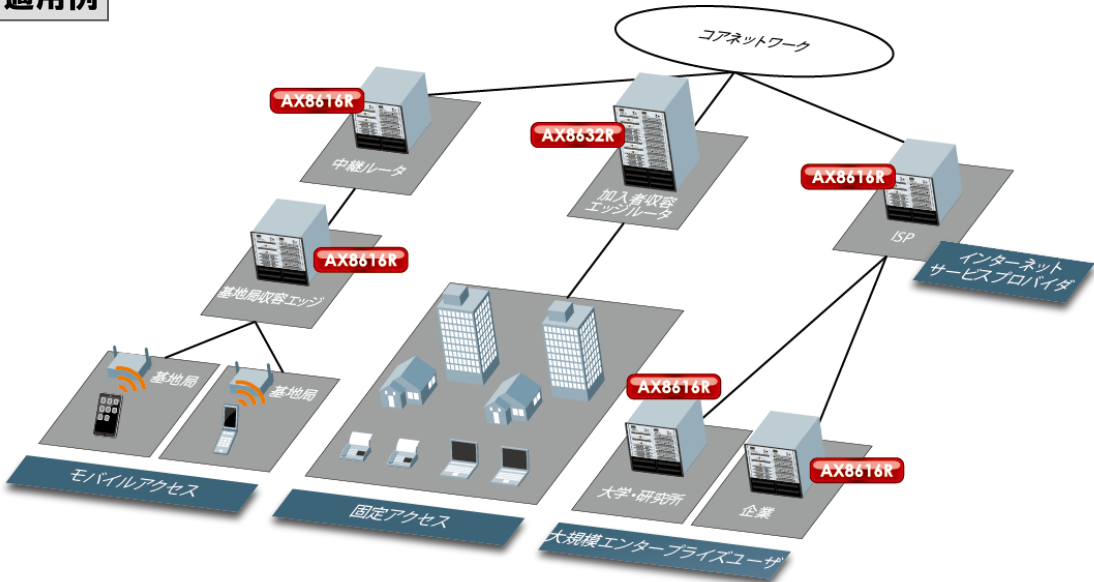 適用例
コアネットワーク
AX8616R
中継ルータ
AX8632R
加入者収容
エッジルータ
AX8616R
ISP
インターネット
サービスプロバイダ
AX8616R
基地局収容エッジ
基地局
基地局
モバイルアクセス
固定アクセス
AX8616R
大学・研究所
AX8616R
企業
大規模エンタープライズユーザ